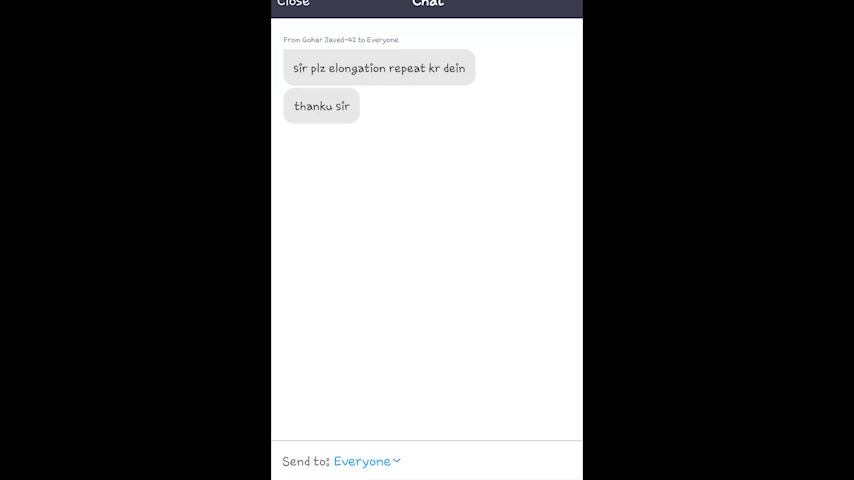 Close Chat
From Gohar Javed-42 to Everyone
sir plz elongation repeat kr dein
thanku sir
Send to: Everyone